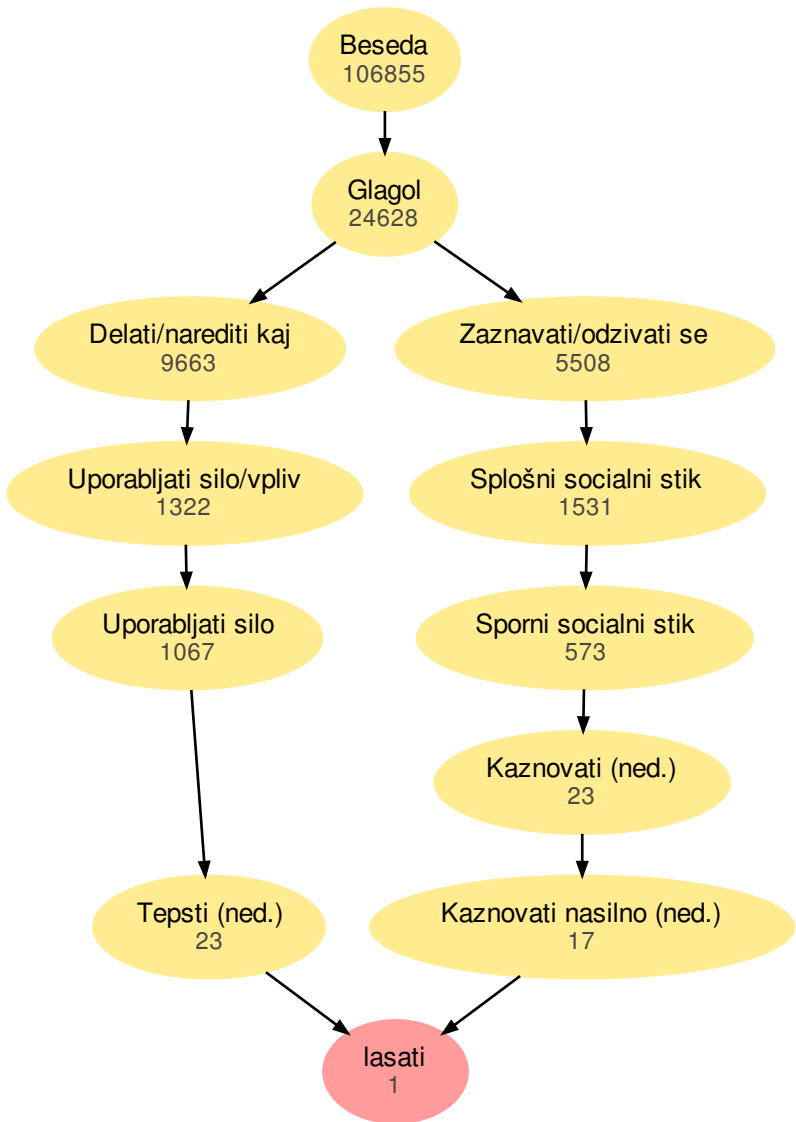 Beseda
106855
Glagol
24628
Delati/narediti kaj
9663
Zaznavati/odzivati se
5508
Uporabljati silo/vpliv
1322
Splošni socialni stik
1531
Uporabljati silo
1067
Sporni socialni stik
573
Kaznovati (ned.)
23
Tepsti (ned.)
23
Kaznovati nasilno (ned.)
17
lasati
1